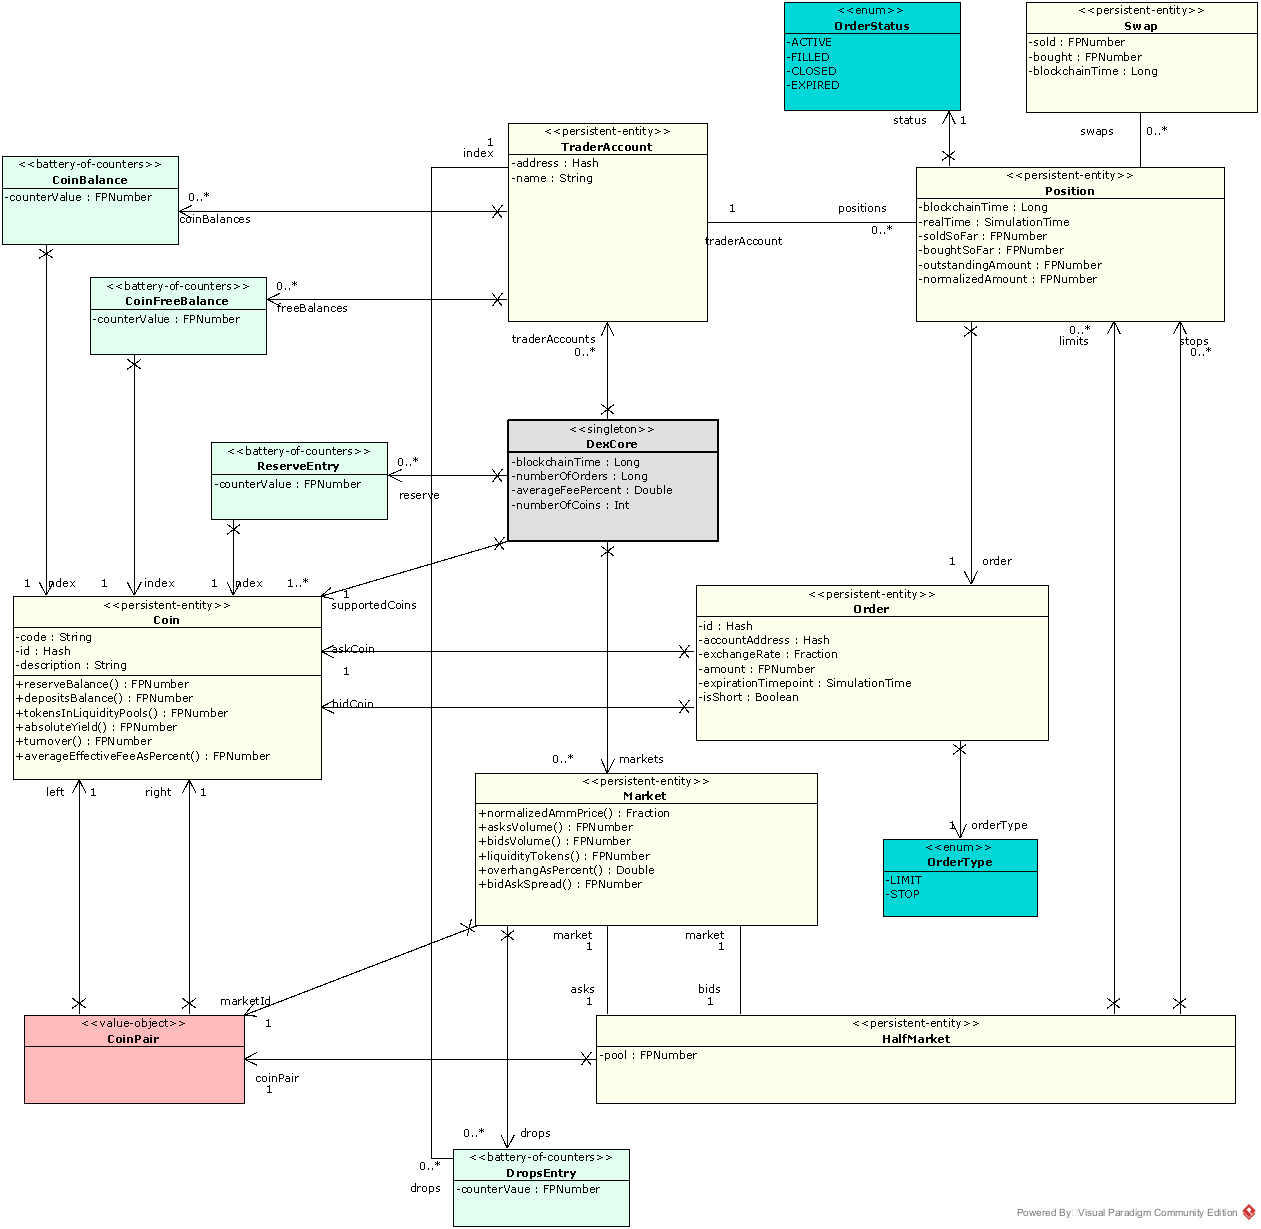 <<enum>>
OrderStatus
-ACTIVE
-FILLED
-CLOSED
-EXPIRED
<<persistent-entity>>
Swap
-sold : FPNumber
-bought : FPNumber
-blockchainTime : Long
status
1
swaps
0..*
<<persistent-entity>>
TraderAccount
-address : Hash
-name : String
1
index
<<battery-of-counters>>
CoinBalance
-counterValue : FPNumber
0..*
coinBalances
<<persistent-entity>>
Position
-blockchainTime : Long
-realTime : SimulationTime
-soldSoFar : FPNumber
-boughtSoFar : FPNumber
-outstandingAmount : FPNumber
-normalizedAmount : FPNumber
1
positions
0..*
traderAccount
<<battery-of-counters>>
CoinFreeBalance
-counterValue : FPNumber
0..*
freeBalances
traderAccounts
0..*
0..*
limits
stops
0..*
<<singleton>>
DexCore
-blockchainTime : Long
-numberOfOrders : Long
-averageFeePercent : Double
-numberOfCoins : Int
<<battery-of-counters>>
ReserveEntry
-counterValue : FPNumber
0..*
reserve
1
index
1
index
1
index
1..*
1
supportedCoins
1
order
<<persistent-entity>>
Coin
-code : String
-id : Hash
-description : String
+reserveBalance() : FPNumber
+depositsBalance() : FPNumber
+tokensInLiquidityPools() : FPNumber
+absoluteYield() : FPNumber
+turnover() : FPNumber
+averageEffectiveFeeAsPercent() : FPNumber
askCoin
1
bidCoin
<<persistent-entity>>
Order
-id : Hash
-accountAddress : Hash
-exchangeRate : Fraction
-amount : FPNumber
-expirationTimepoint : SimulationTime
-isShort : Boolean
0..*
markets
left
1
right
1
<<persistent-entity>>
Market
+normalizedAmmPrice() : Fraction
+asksVolume() : FPNumber
+bidsVolume() : FPNumber
+liquidityTokens() : FPNumber
+overhangAsPercent() : Double
+bidAskSpread() : FPNumber
1
orderType
<<enum>>
OrderType
-LIMIT
-STOP
market
1
market
1
asks
1
bids
1
marketId
1
<<value-object>>
CoinPair
<<persistent-entity>>
HalfMarket
-pool : FPNumber
coinPair
1
0..*
drops
0..*
drops
<<battery-of-counters>>
DropsEntry
-counterVaue : FPNumber
Powered By Visual Paradigm Community Edition